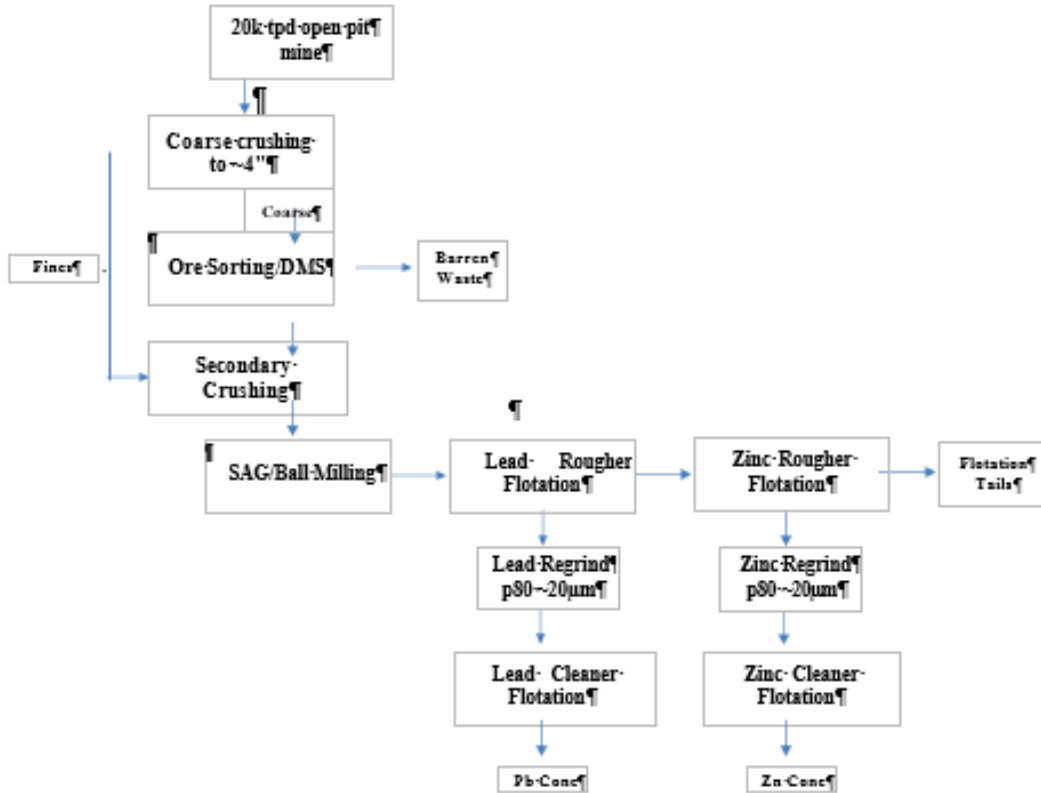 20k·tpd·open·pit¶
mine¶
¶
Coarse·crushing·
to·~4"¶
Coarse¶
¶
Ore·Sorting/DMS¶
Barren¶
Waste¶
Fines¶
Secondary·
Crushing¶
¶
¶
SAG/Ball·Milling¶
Lead· Rougher
Flotation¶
Zinc·Rougher·
Flotation¶
Flotation¶
Tails¶
Lead·Regrind¶
p80·~20µm¶
Zinc·Regrind¶
p80·~20µm¶
Lead· Cleaner·
Flotation¶
Zinc· Cleaner·
Flotation¶
Pb·Conc¶
Zn·Conc¶